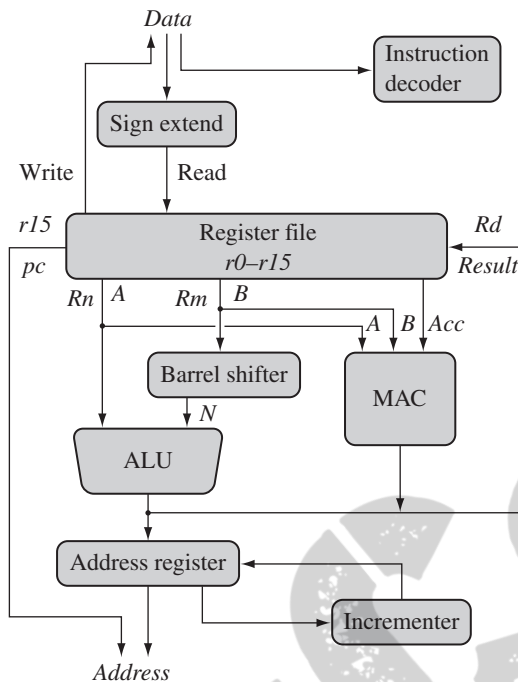 Data
Instruction
decoder
Sign extend
Write
Read
r15
pc
Register file
r0–r15
Rd
Result
Rn
A
Rm
B
A
B
Acc
Barrel shifter
MAC
N
ALU
Address register
Incrementer
Address